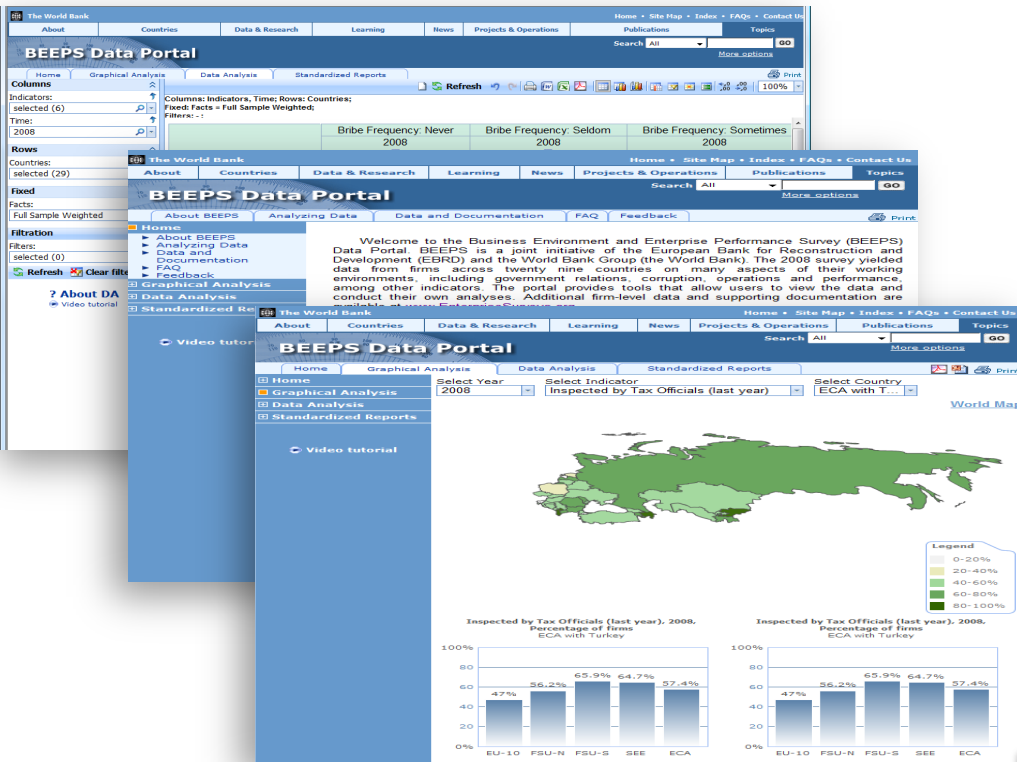 The World Bank
Home • Site Map • Index • FAQs • Contact Us
About Countries Data & Research Learning News Projects & Operations Publications Topics
Search All GO
BEEPS Data Portal
More options
Home Graphical Analysis Data Analysis Standardized Reports Print
Columns
Refresh 100%
Indicators:
selected (6)
Time:
2008
Rows
Countries:
selected (29)
Fixed
Facts:
Full Sample Weighted
Filtration
Filters:
selected (0)
Refresh Clear filte
? About DA
Video tutorial
Columns: Indicators, Time; Rows: Countries;
Fixed: Facts = Full Sample Weighted;
Filters: - :
Bribe Frequency: Never Bribe Frequency: Seldom Bribe Frequency: Sometimes
2008 2008 2008
The World Bank
Home • Site Map • Index • FAQs • Contact Us
About Countries Data & Research Learning News Projects & Operations Publications Topics
Search All GO
BEEPS Data Portal
More options
About BEEPS Analyzing Data Data and Documentation FAQ Feedback Print
Home
About BEEPS
Analyzing Data
Data and
Documentation
FAQ
Feedback
Graphical Analysis
Data Analysis
Standardized Re
Video tutor
Welcome to the Business Environment and Enterprise Performance Survey (BEEPS)
Data Portal. BEEPS is a joint initiative of the European Bank for Reconstruction and
Development (EBRD) and the World Bank Group (the World Bank). The 2008 survey yielded
data from firms across twenty nine countries on many aspects of their working
environments, including government relations, corruption, operations and performance,
among other indicators. The portal provides tools that allow users to view the data and
conduct their own analyses. Additional firm-level data and supporting documentation are
The World Bank
Home • Site Map • Index • FAQs • Contact Us
About Countries Data & Research Learning News Projects & Operations Publications Topics
Search All GO
BEEPS Data Portal
More options
Home Graphical Analysis Data Analysis Standardized Reports Print
Home
Graphical Analysis
Data Analysis
Standardized Reports
Video tutorial
Select Year Select Indicator Select Country
2008 Inspected by Tax Officials (last year) ECA with T...
World Map
Legend
0-20%
20-40%
40-60%
60-80%
80-100%
Inspected by Tax Officials (last year), 2008,
Percentage of firms
ECA with Turkey
100%
80
60
40
20
0%
47% 56.2% 65.9% 64.7% 57.4%
EU-10 FSU-N FSU-S SEE ECA
Inspected by Tax Officials (last year), 2008,
Percentage of firms
ECA with Turkey
100%
80
60
40
20
0%
47% 56.2% 65.9% 64.7% 57.4%
EU-10 FSU-N FSU-S SEE ECA